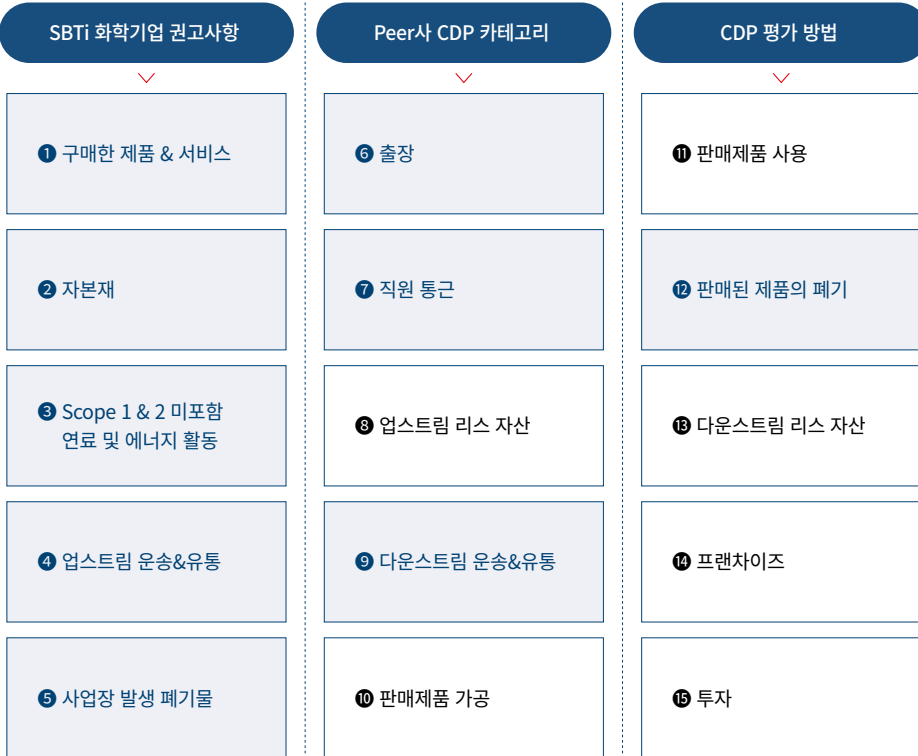 SBTi 화학기업 권고사항
❶ 구매한 제품 & 서비스
❷ 자본재
❸ Scope 1 & 2 미포함
연료 및 에너지 활동
❹ 업스트림 운송&유통
❺ 사업장 발생 폐기물
Peer사 CDP 카테고리
❻ 출장
❼ 직원 통근
❽ 업스트림 리스 자산
❾ 다운스트림 운송&유통
❿ 판매제품 가공
CDP 평가 방법
⓫ 판매제품 사용
⓬ 판매된 제품의 폐기
⓭ 다운스트림 리스 자산
⓮ 프랜차이즈
⓯ 투자